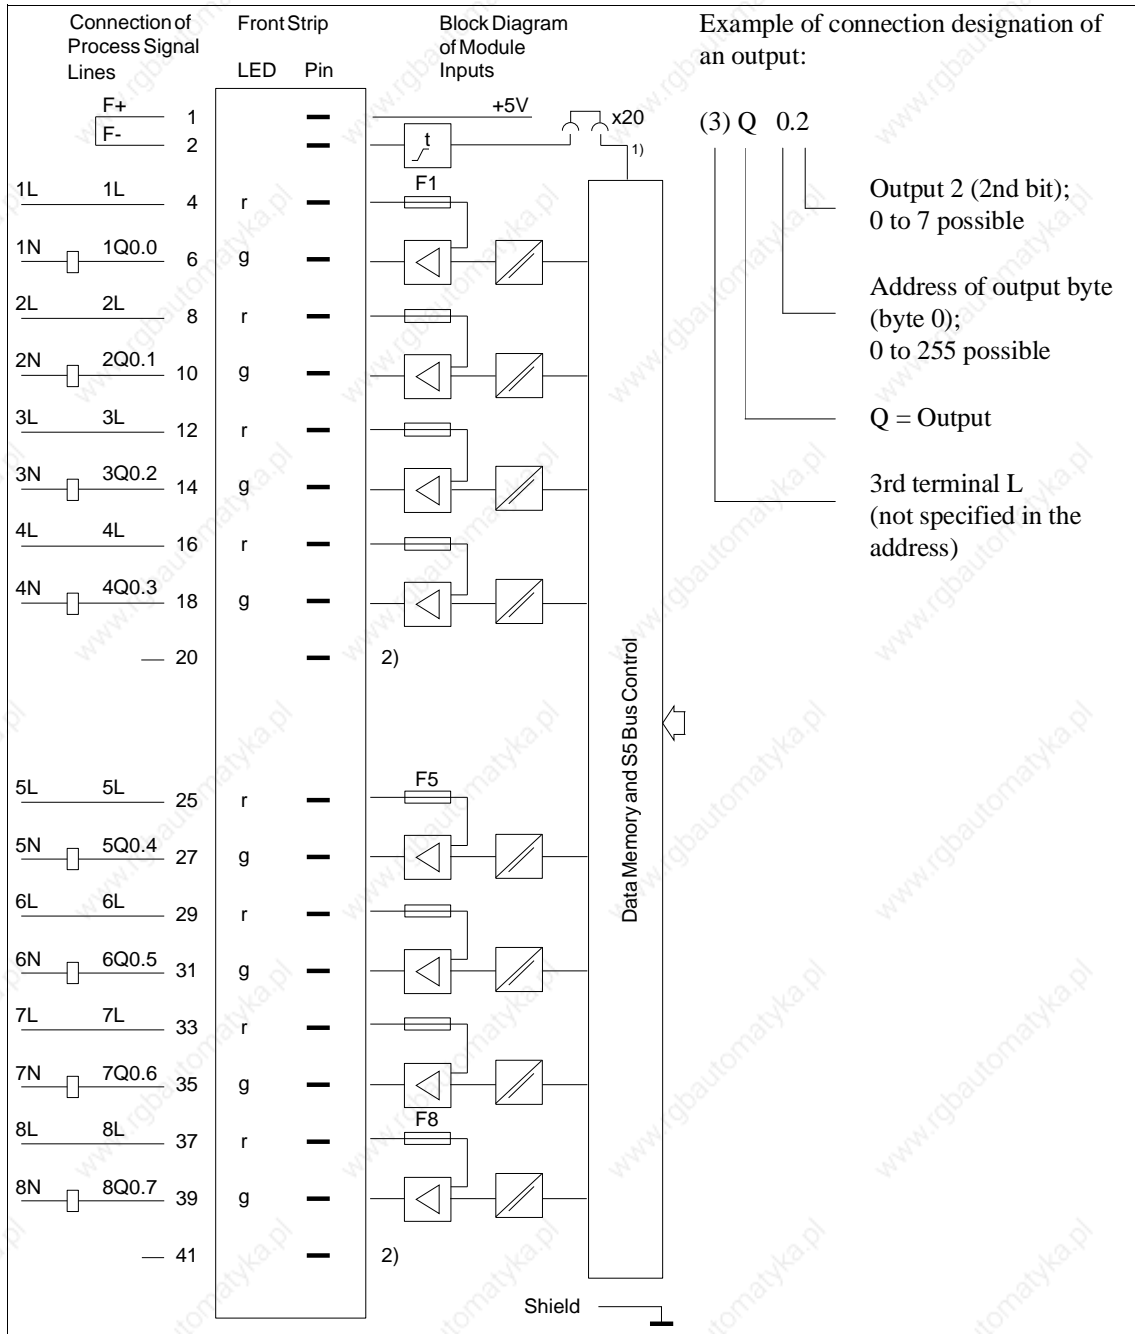 Connection of
Process Signal
Lines
Front Strip
LED Pin
Block Diagram
of Module
Inputs
F+ 1 +5V x20
F- 2 t 1)
1L 1L 4 r F1
1N 1Q0.0 6 g
2L 2L 8 r
2N 2Q0.1 10 g
3L 3L 12 r
3N 3Q0.2 14 g
4L 4L 16 r
4N 4Q0.3 18 g
20 2)
5L 5L 25 r F5
5N 5Q0.4 27 g
6L 6L 29 r
6N 6Q0.5 31 g
7L 7L 33 r
7N 7Q0.6 35 g
8L 8L 37 r F8
8N 8Q0.7 39 g
41 2)
Data Memory and S5 Bus Control
Shield
Example of connection designation of
an output:
(3) Q 0.2
Output 2 (2nd bit);
0 to 7 possible
Address of output byte
(byte 0);
0 to 255 possible
Q = Output
3rd terminal L
(not specified in the
address)
www.rgbautomatyka.pl